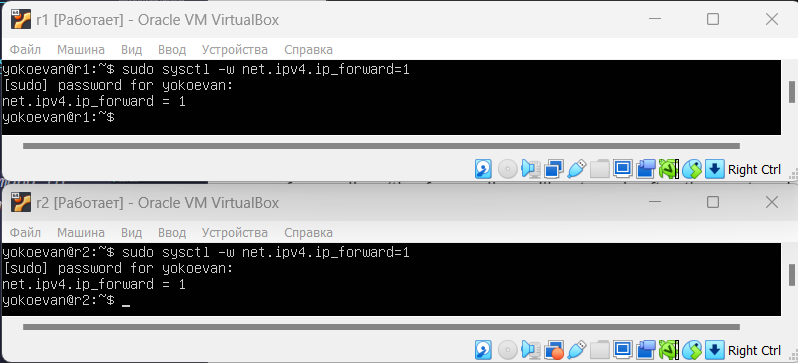 r1 [Работает] - Oracle VM VirtualBox
Файл Машина Вид Ввод Устройства Справка
yokoevan@r1:~$ sudo sysctl -w net.ipv4.ip_forward=1
[sudo] password for yokoevan:
net.ipv4.ip_forward = 1
yokoevan@r1:~$
Right Ctrl
r2 [Работает] - Oracle VM VirtualBox
Файл Машина Вид Ввод Устройства Справка
yokoevan@r2:~$ sudo sysctl -w net.ipv4.ip_forward=1
[sudo] password for yokoevan:
net.ipv4.ip_forward = 1
yokoevan@r2:~$ _
Right Ctrl